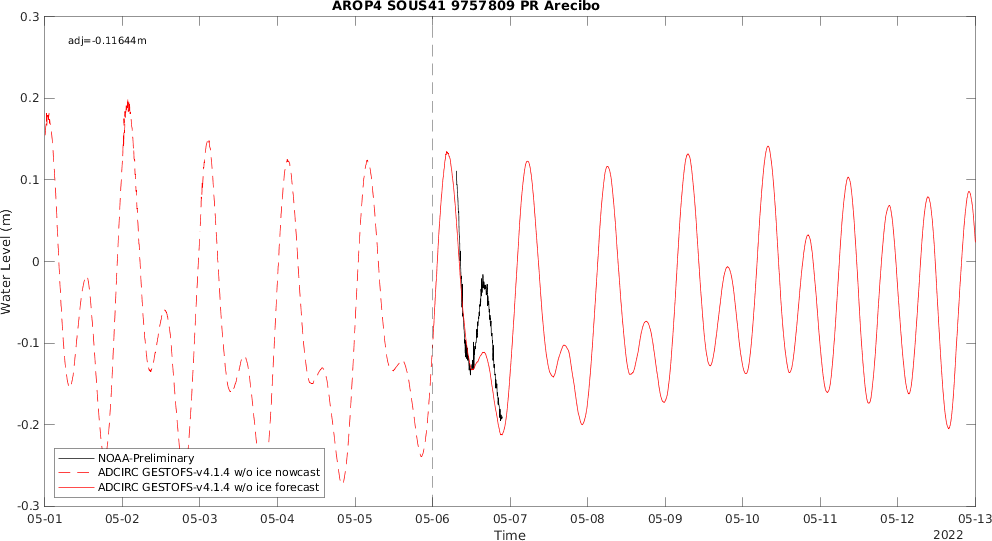 AROP4 SOUS41 9757809 PR Arecibo
adj=-0.11644m
0.3
0.2
0.1
0
-0.1
-0.2
-0.3
Water Level (m)
NOAA-Preliminary
ADCIRC GESTOFS-v4.1.4 w/o ice nowcast
ADCIRC GESTOFS-v4.1.4 w/o ice forecast
05-01 05-02 05-03 05-04 05-05 05-06 05-07 05-08 05-09 05-10 05-11 05-12 05-13
Time
2022